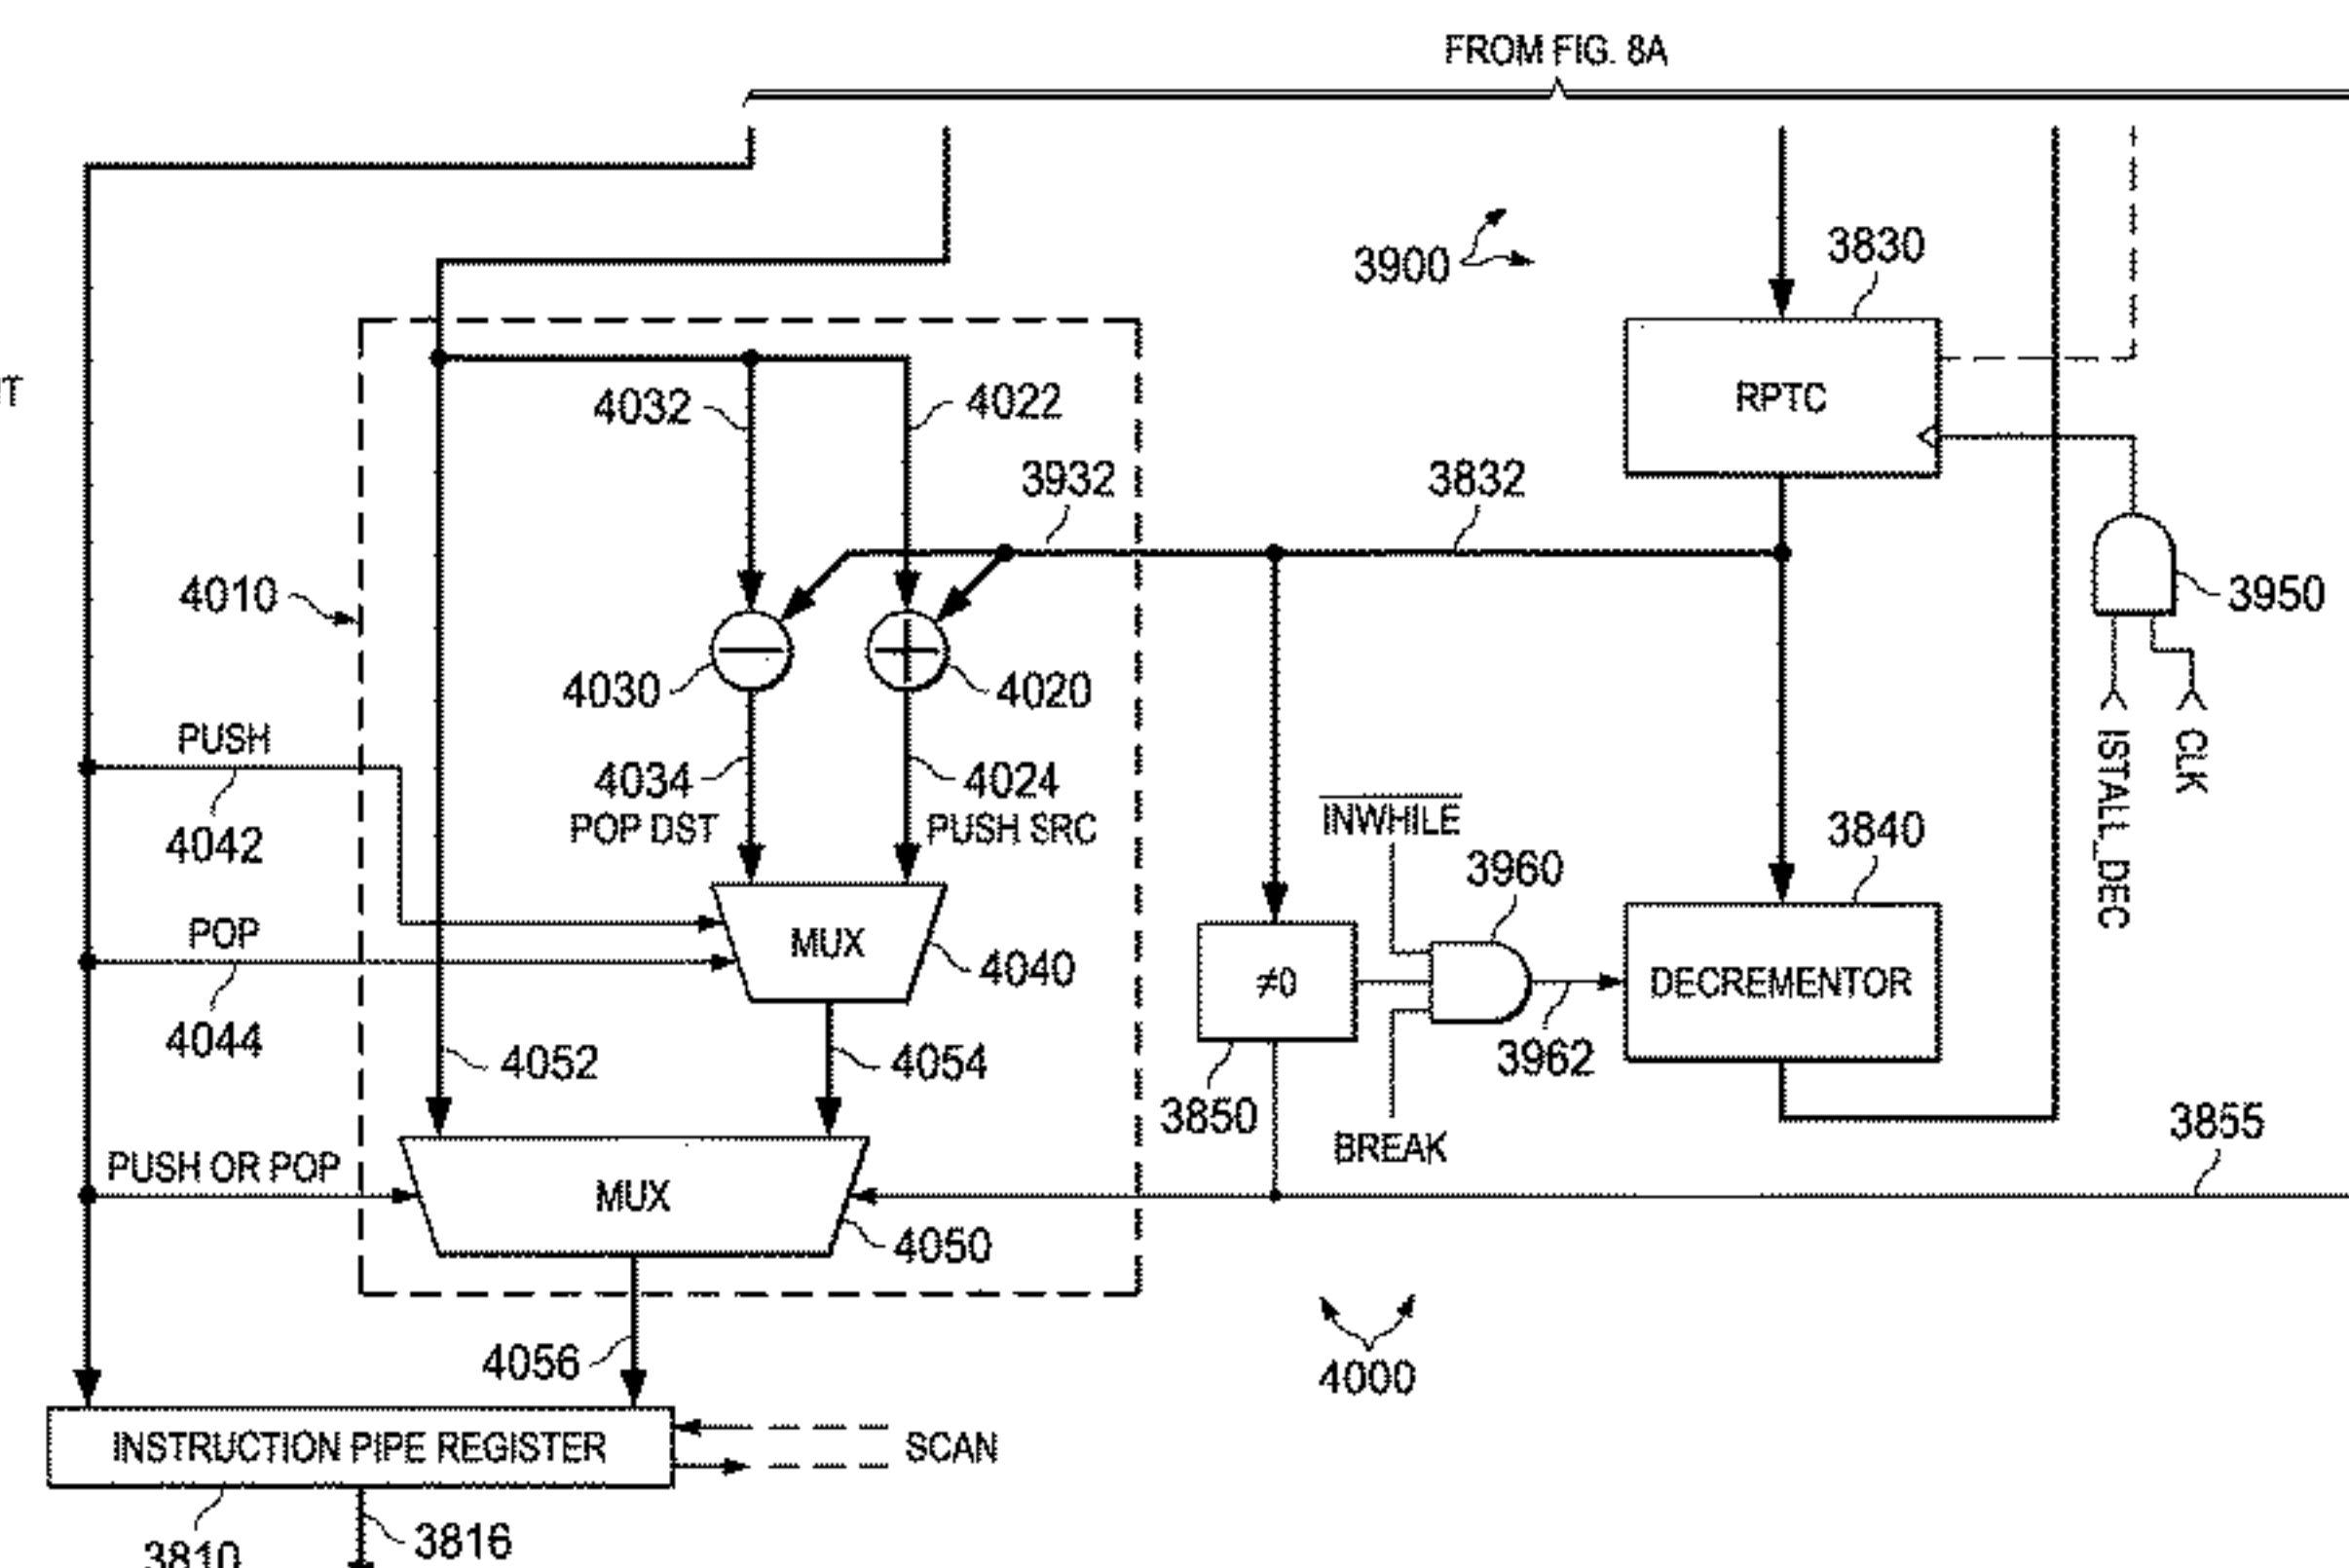 FROM FIG. 8A
3900
3830
RPTC
4032
4022
3932
3832
4010
3950
4030
4020
PUSH
4042
4034
POP DST
4024
PUSH SRC
INWHILE
3960
3840
ISTALL_DEC
CLK
POP
4044
MUX
4040
≠0
DECREMENTOR
4052
4054
3850
3962
BREAK
3855
PUSH OR POP
MUX
4050
4056
4000
INSTRUCTION PIPE REGISTER
SCAN
3810
3816